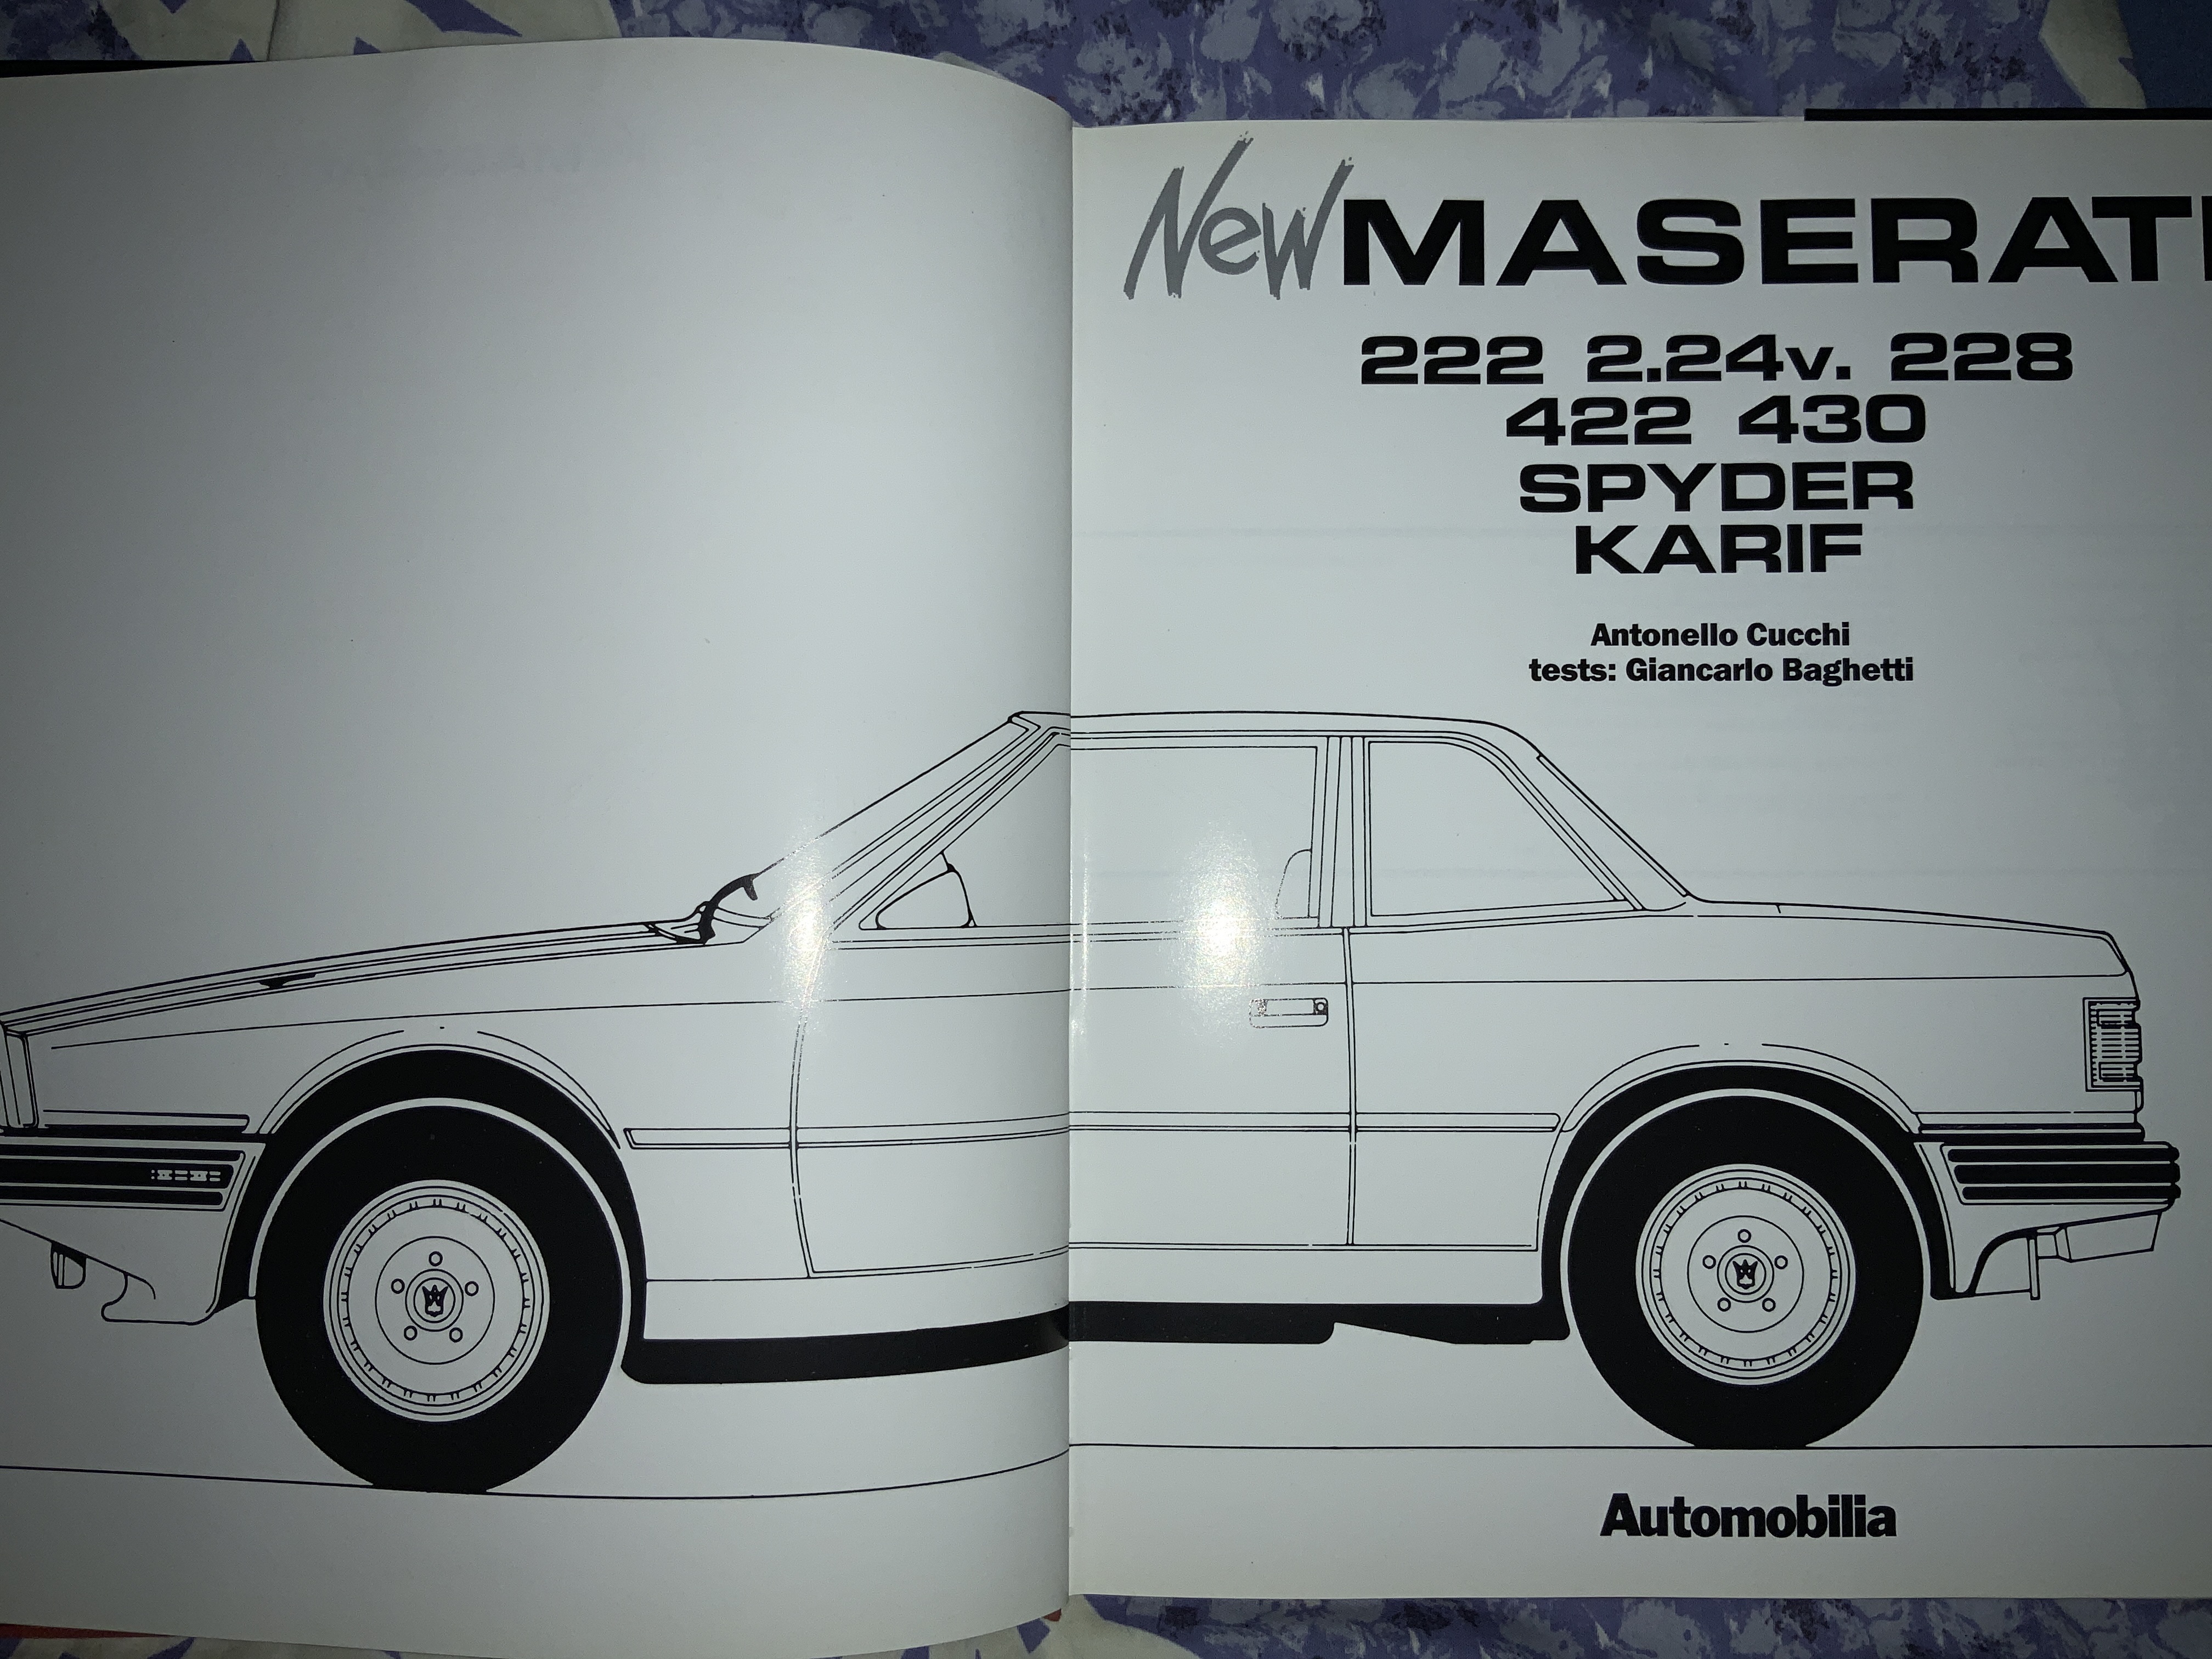 New MASERATI
222 2.24v. 228
422 430
SPYDER
KARIF
Antonello Cucchi
tests: Giancarlo Baghetti
Automobilia